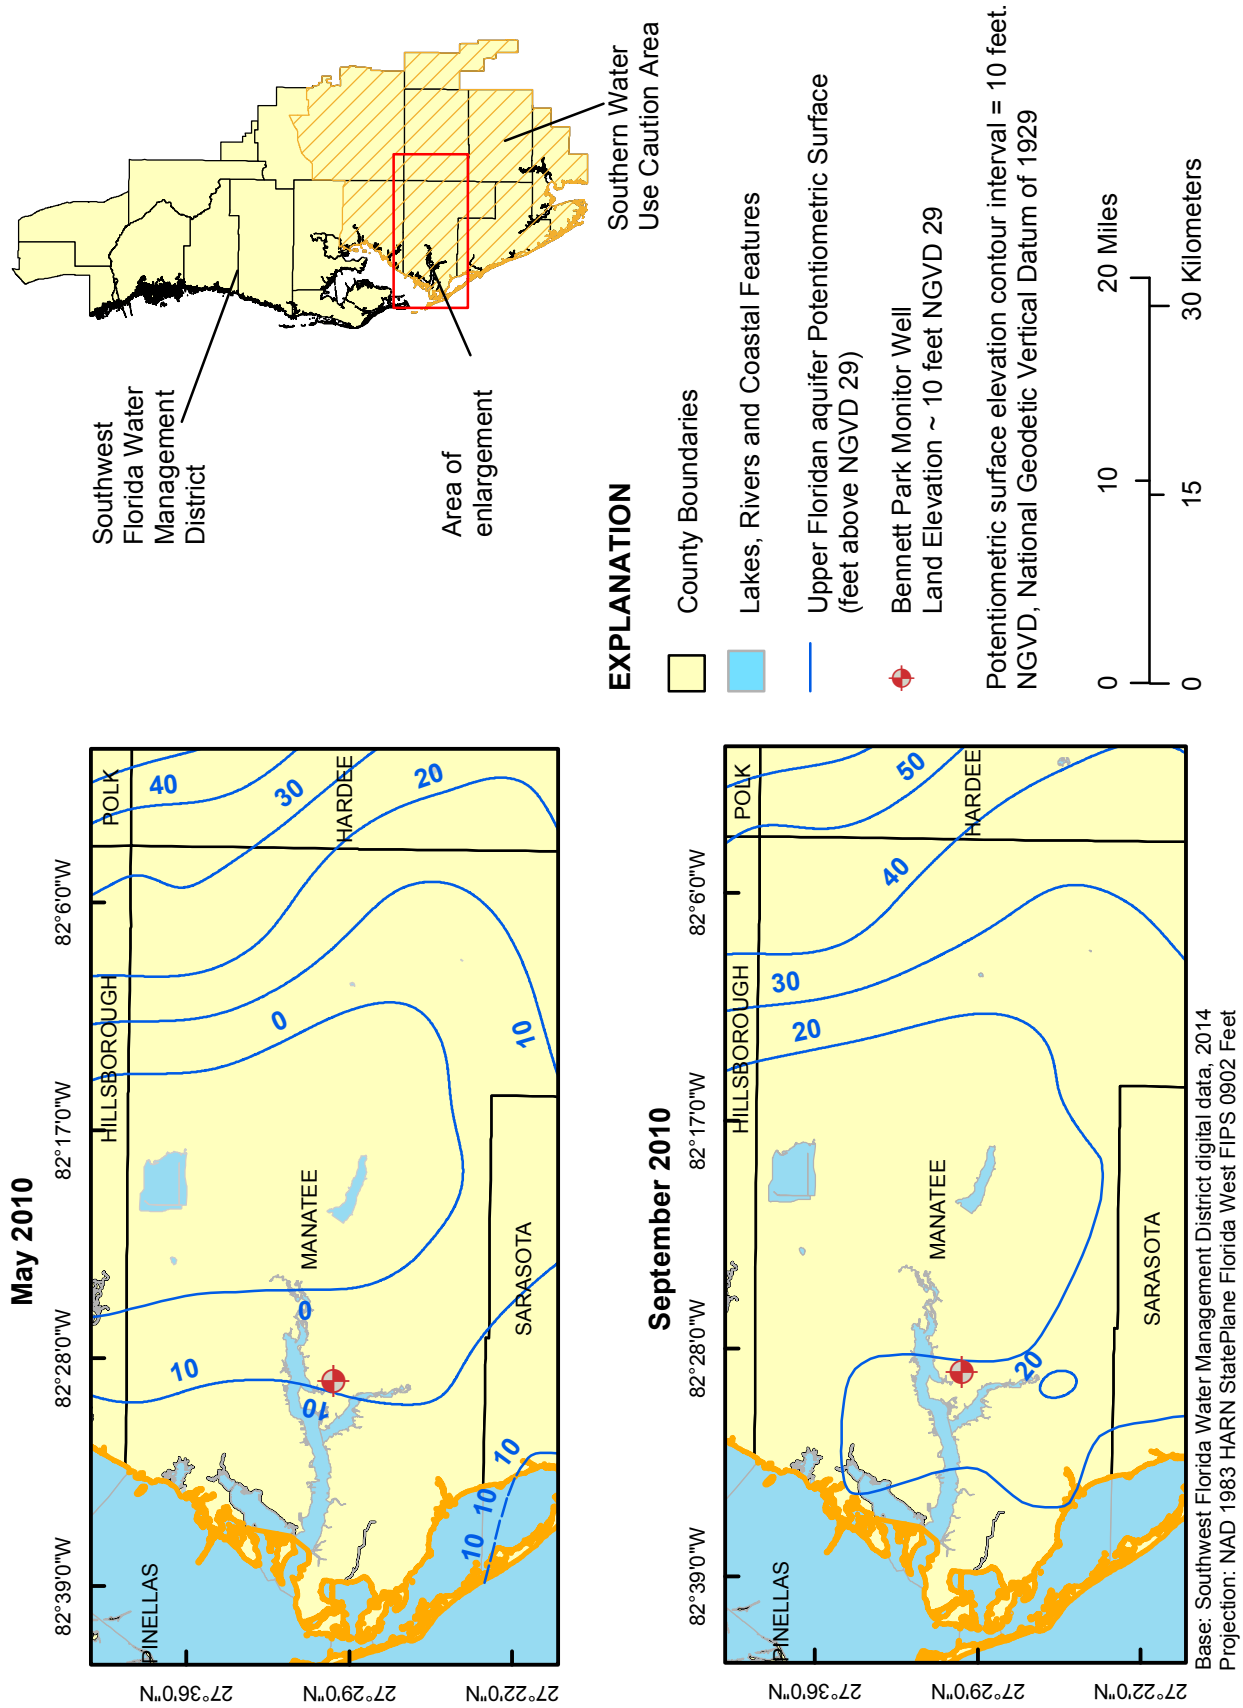 May 2010
82°39'0"W
82°28'0"W
82°17'0"W
82°6'0"W
27°36'0"N
27°29'0"N
27°22'0"N
PINELLAS
HILLSBOROUGH
POLK
MANATEE
HARDEE
SARASOTA
10
0
0
10
10
10
10
10
20
30
40
September 2010
82°39'0"W
82°28'0"W
82°17'0"W
82°6'0"W
27°36'0"N
27°29'0"N
27°22'0"N
PINELLAS
HILLSBOROUGH
POLK
MANATEE
HARDEE
SARASOTA
20
20
30
40
50
Base: Southwest Florida Water Management District digital data, 2014
Projection: NAD 1983 HARN StatePlane Florida West FIPS 0902 Feet
Southwest
Florida Water
Management
District
Area of
enlargement
Southern Water
Use Caution Area
EXPLANATION
County Boundaries
Lakes, Rivers and Coastal Features
Upper Floridan aquifer Potentiometric Surface
(feet above NGVD 29)
Bennett Park Monitor Well
Land Elevation ~ 10 feet NGVD 29
Potentiometric surface elevation contour interval = 10 feet.
NGVD, National Geodetic Vertical Datum of 1929
0 10 20 Miles
0 15 30 Kilometers